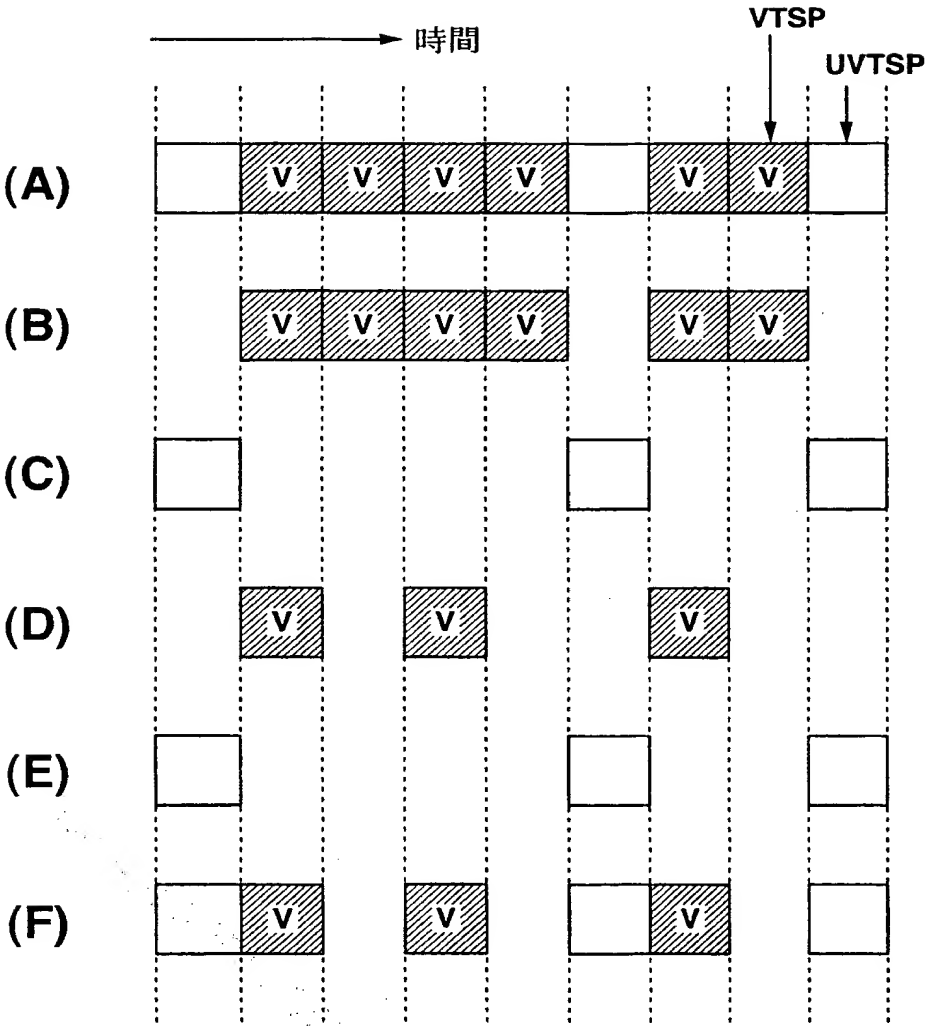 VTSP
時間
UVTSP
(A) V V V V V V
(B) V V V V V V
(C)
(D) V V V
(E)
(F) V V V